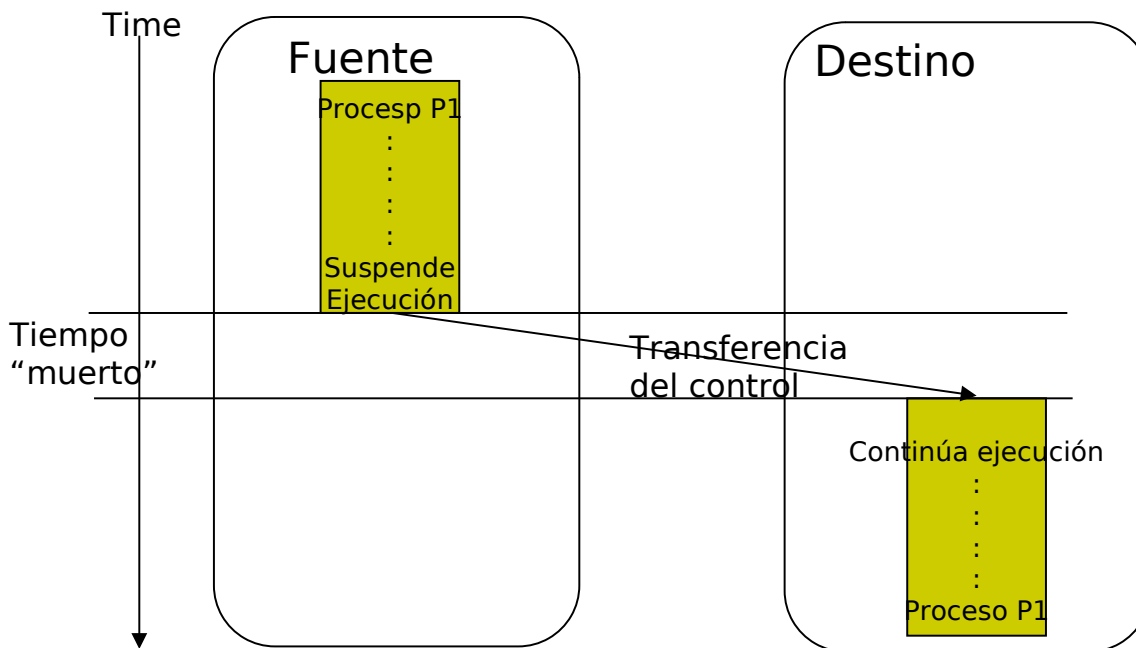 Time
Fuente
Destino
Procesp P1
:
:
:
:
Suspende
Ejecución
Tiempo
“muerto”
Transferencia
del control
Continúa ejecución
:
:
:
:
Proceso P1